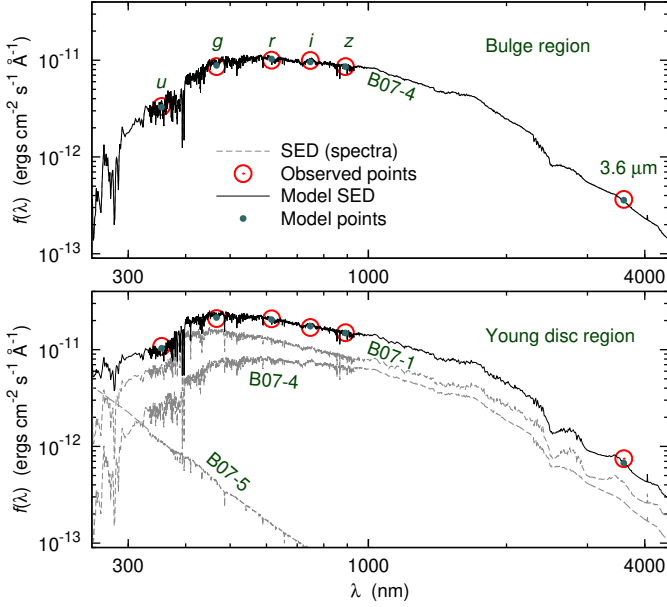 u g r i z
Bulge region
B07-4
SED (spectra)
Observed points
Model SED
Model points
3.6 μm
f(λ) (ergs cm⁻² s⁻¹ Å⁻¹)
10⁻¹¹
10⁻¹²
10⁻¹³
300 1000 4000
Young disc region
B07-1
B07-4
B07-5
f(λ) (ergs cm⁻² s⁻¹ Å⁻¹)
10⁻¹¹
10⁻¹²
10⁻¹³
300 1000 4000
λ (nm)